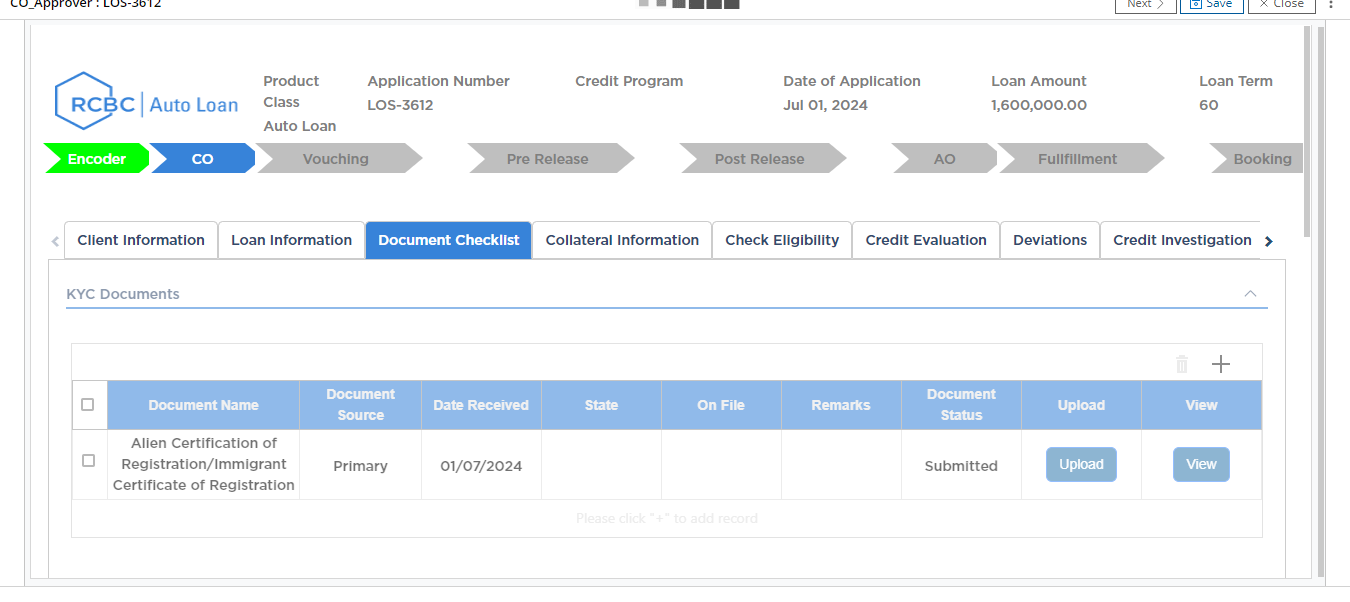 CO_Approver : LOS-3612
Next
Save
Close
RCBC | Auto Loan
Product Class
Auto Loan
Application Number
LOS-3612
Credit Program
Date of Application
Jul 01, 2024
Loan Amount
1,600,000.00
Loan Term
60
Encoder
CO
Vouching
Pre Release
Post Release
AO
Fullfillment
Booking
Client Information
Loan Information
Document Checklist
Collateral Information
Check Eligibility
Credit Evaluation
Deviations
Credit Investigation
KYC Documents
Document Name
Document Source
Date Received
State
On File
Remarks
Document Status
Upload
View
Alien Certification of
Registration/Immigrant
Certificate of Registration
Primary
01/07/2024
Submitted
Upload
View
Please click "+" to add record